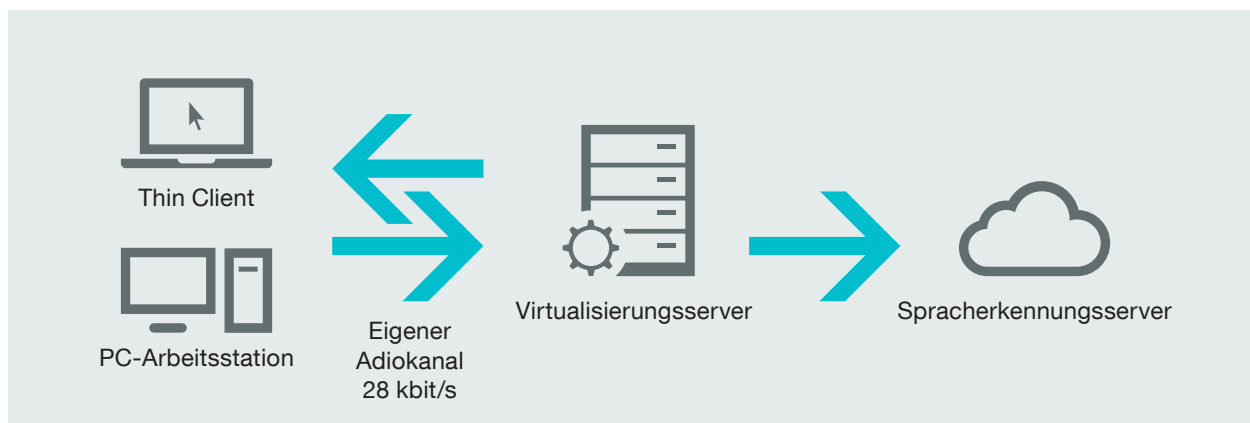 Thin Client
PC-Arbeitsstation
Eigener
Adiokanal
28 kbit/s
Virtualisierungsserver
Spracherkennungsserver